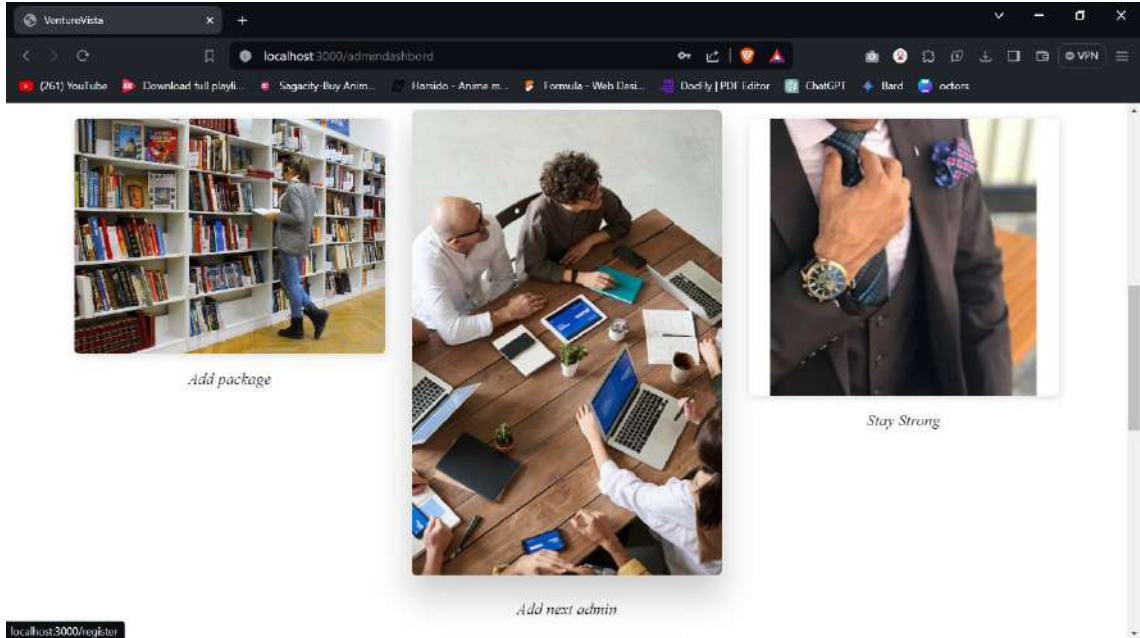 VentureVista
localhost:3000/admindashbord
VPN
(261) YouTube
Download full playli...
Sagacity-Buy Anim...
Harsido - Anime m...
Formula - Web Desi...
DocFly | PDF Editor
ChatGPT
Bard
octors
Add package
Stay Strong
Add next admin
localhost:3000/register